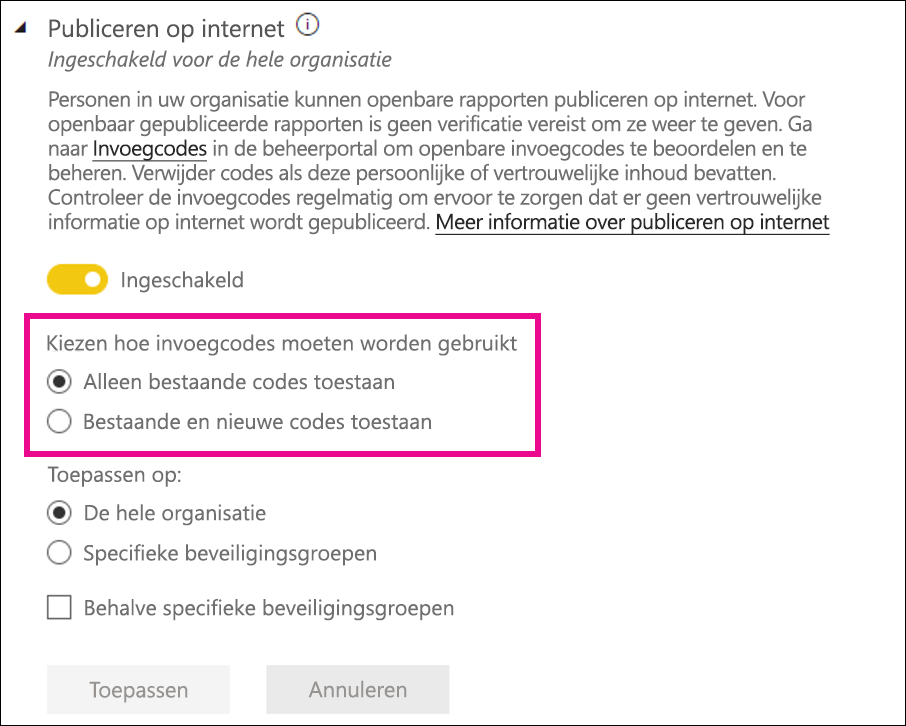 Publiceren op internet
Ingeschakeld voor de hele organisatie
Personen in uw organisatie kunnen openbare rapporten publiceren op internet. Voor
openbaar gepubliceerde rapporten is geen verificatie vereist om ze weer te geven. Ga
naar Invoegcodes in de beheerportal om openbare invoegcodes te beoordelen en te
beheren. Verwijder codes als deze persoonlijke of vertrouwelijke inhoud bevatten.
Controleer de invoegcodes regelmatig om ervoor te zorgen dat er geen vertrouwelijke
informatie op internet wordt gepubliceerd. Meer informatie over publiceren op internet
Ingeschakeld
Kiezen hoe invoegcodes moeten worden gebruikt
Alleen bestaande codes toestaan
Bestaande en nieuwe codes toestaan
Toepassen op:
De hele organisatie
Specifieke beveiligingsgroepen
Behalve specifieke beveiligingsgroepen
Toepassen Annuleren